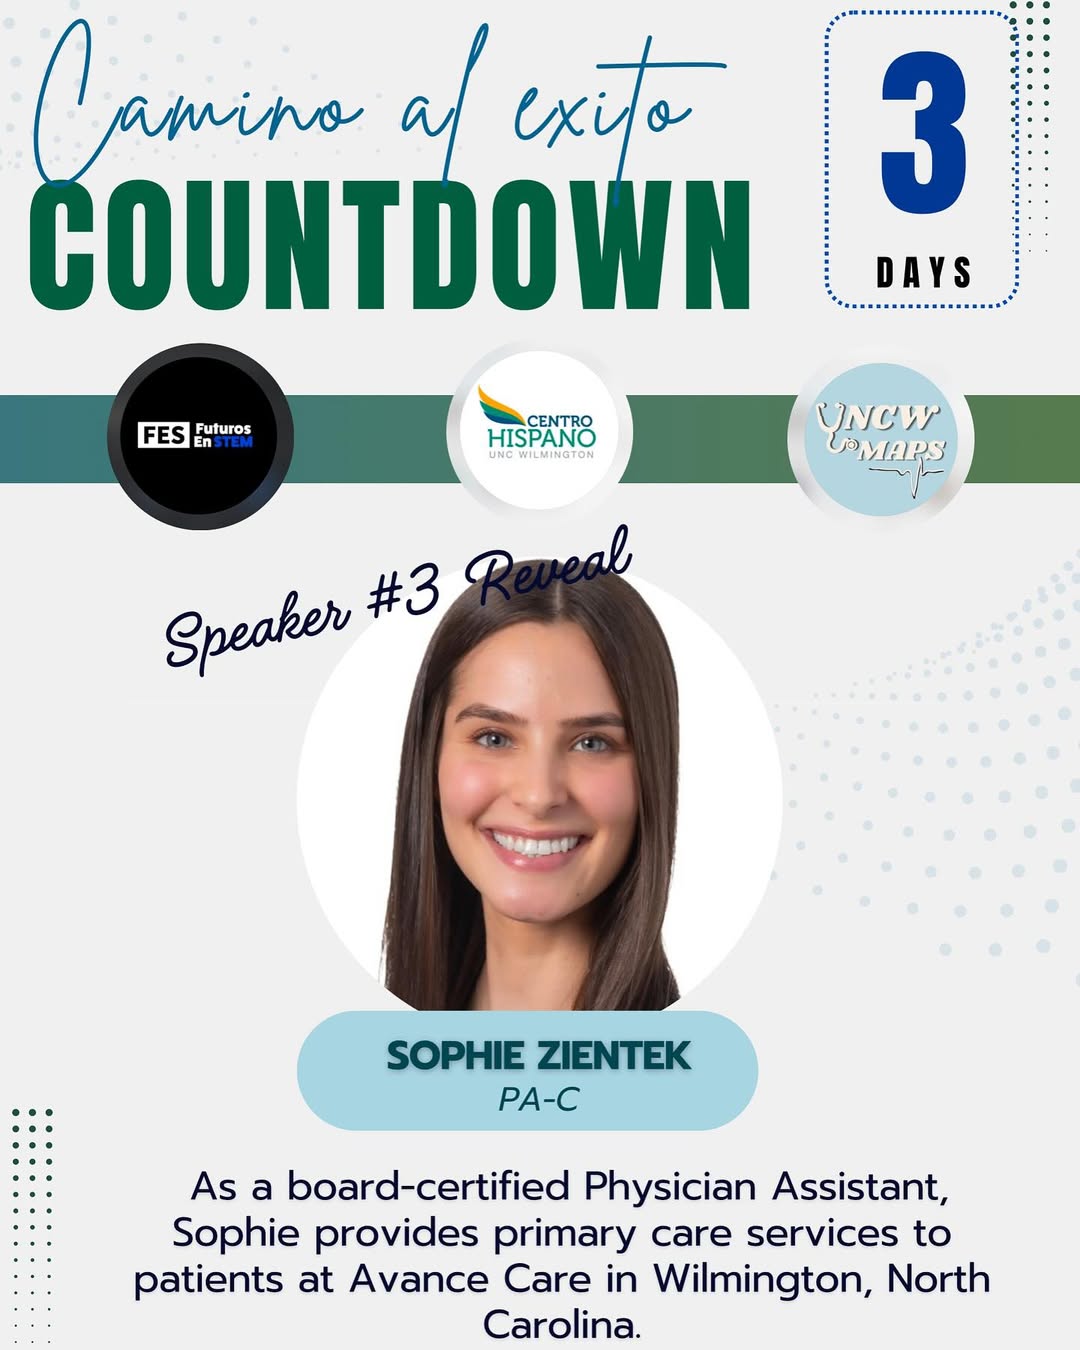 Camino al exito
COUNTDOWN
3
DAYS
FES Futuros
En STEM
CENTRO
HISPANO
UNC WILMINGTON
UNCW
MAPS
Speaker #3 Reveal
SOPHIE ZIENTEK
PA-C
As a board-certified Physician Assistant,
Sophie provides primary care services to
patients at Avance Care in Wilmington, North
Carolina.